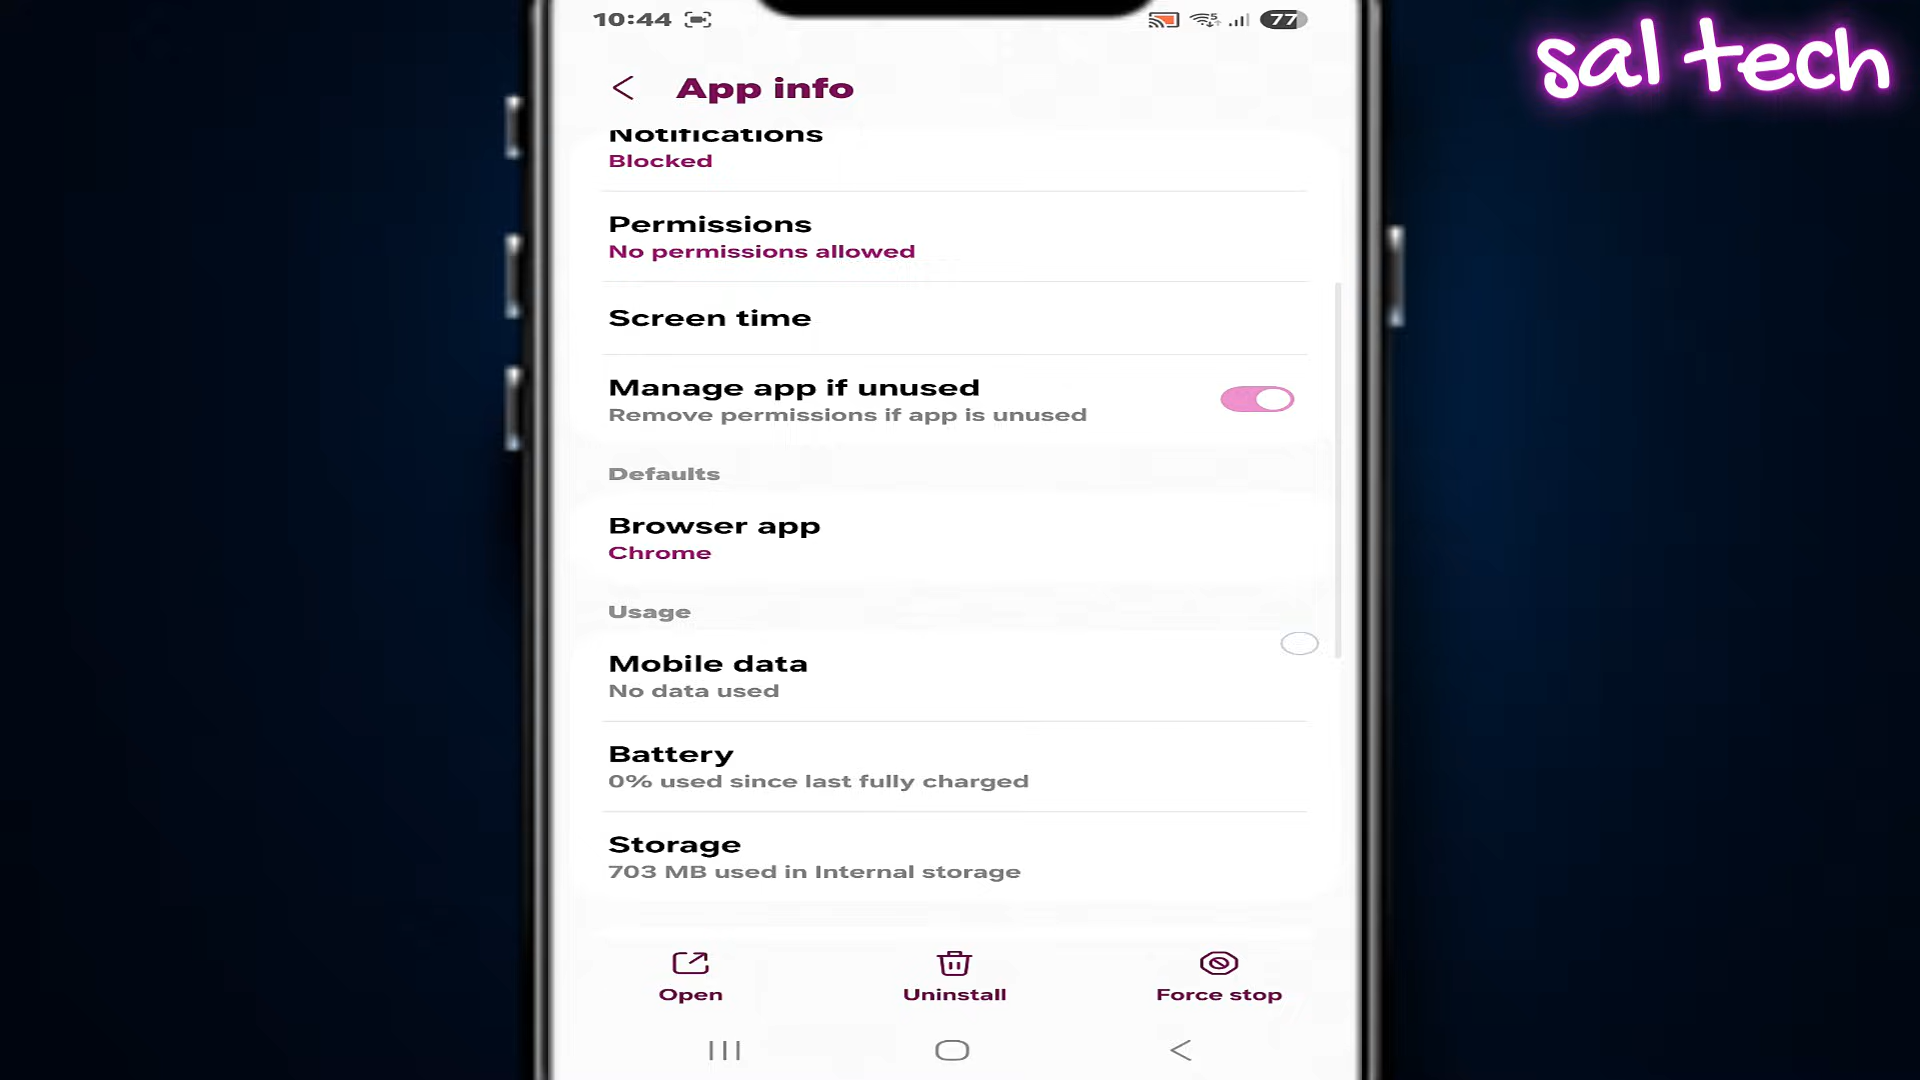 10:44
77
sal tech
App info
Notifications
Blocked
Permissions
No permissions allowed
Screen time
Manage app if unused
Remove permissions if app is unused
Defaults
Browser app
Chrome
Usage
Mobile data
No data used
Battery
0% used since last fully charged
Storage
703 MB used in Internal storage
Open
Uninstall
Force stop